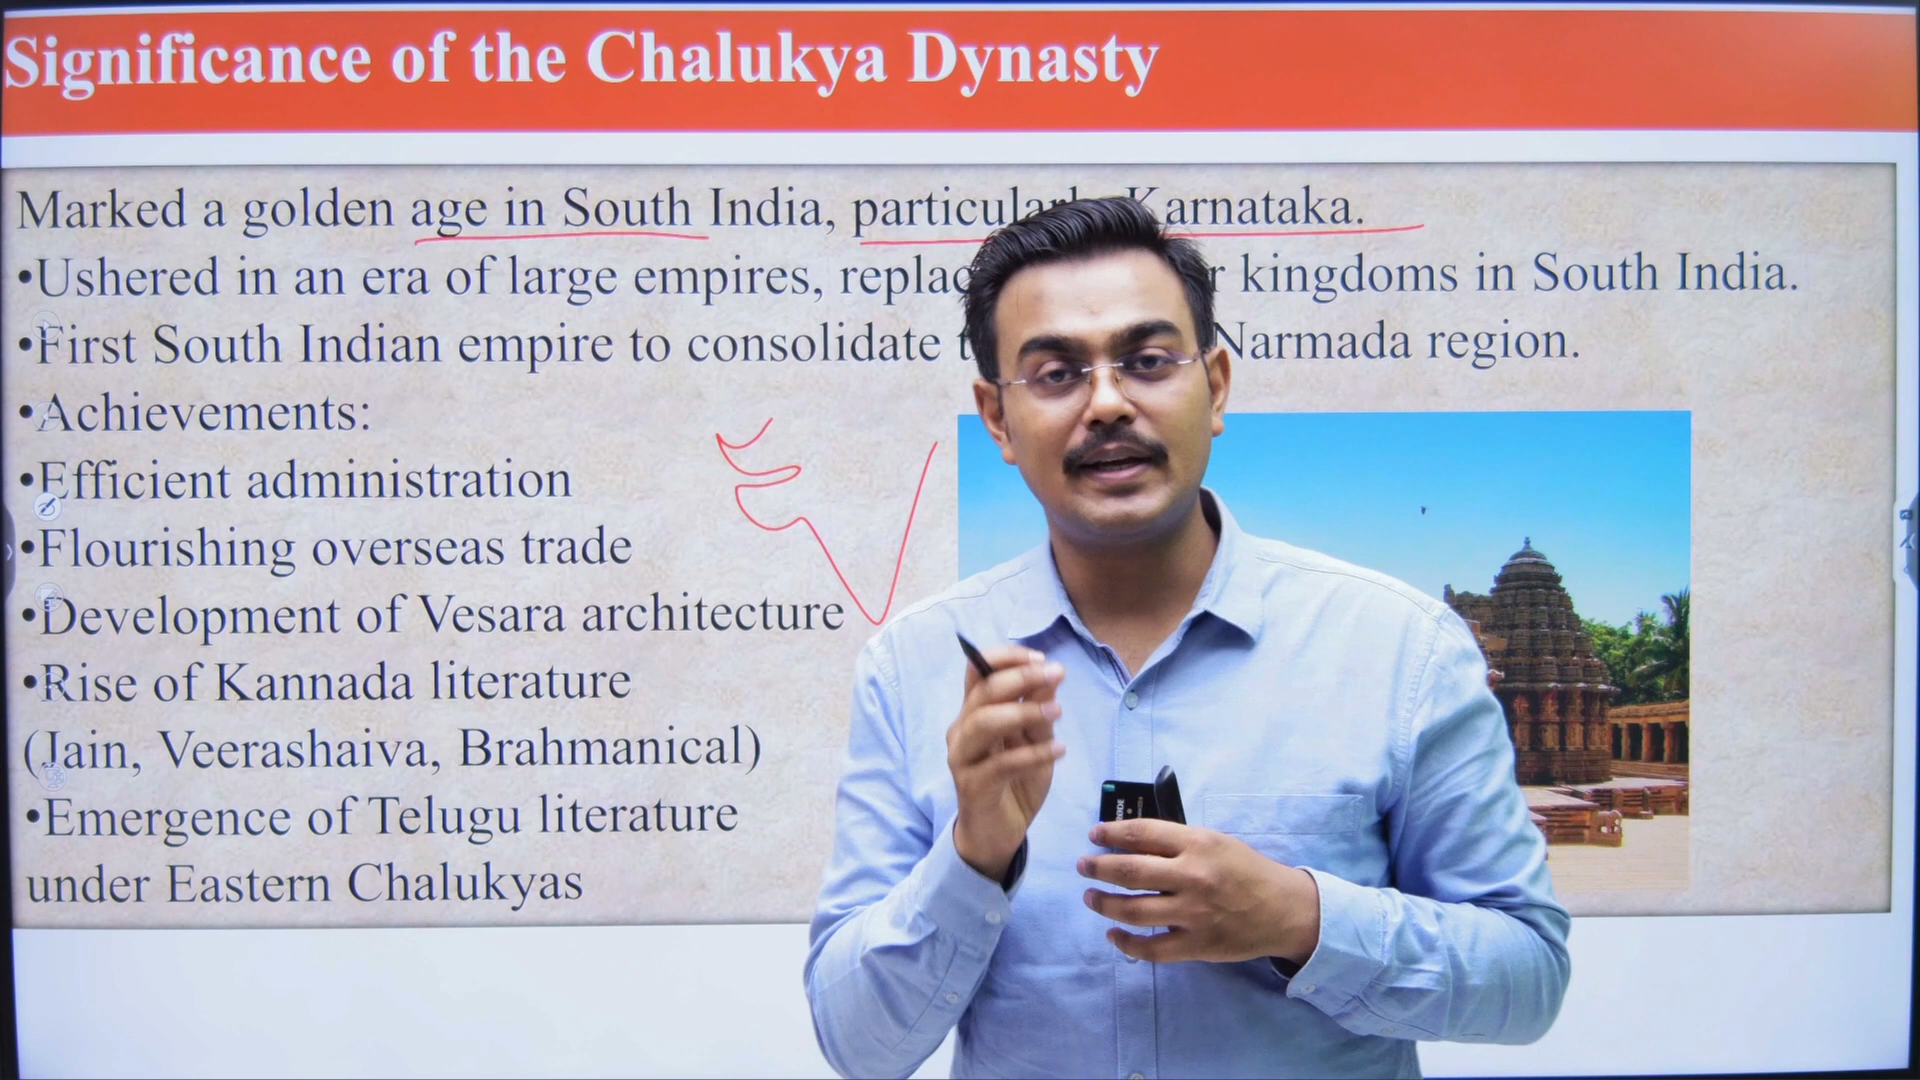 Significance of the Chalukya Dynasty
Marked a golden age in South India, particularly Karnataka.
•Ushered in an era of large empires, kingdoms in South India.
•First South Indian empire to consolidate Narmada region.
•Achievements:
•Efficient administration
•Flourishing overseas trade
•Development of Vesara architecture
•Rise of Kannada literature
(Jain, Veerashaiva, Brahmanical)
•Emergence of Telugu literature
under Eastern Chalukyas